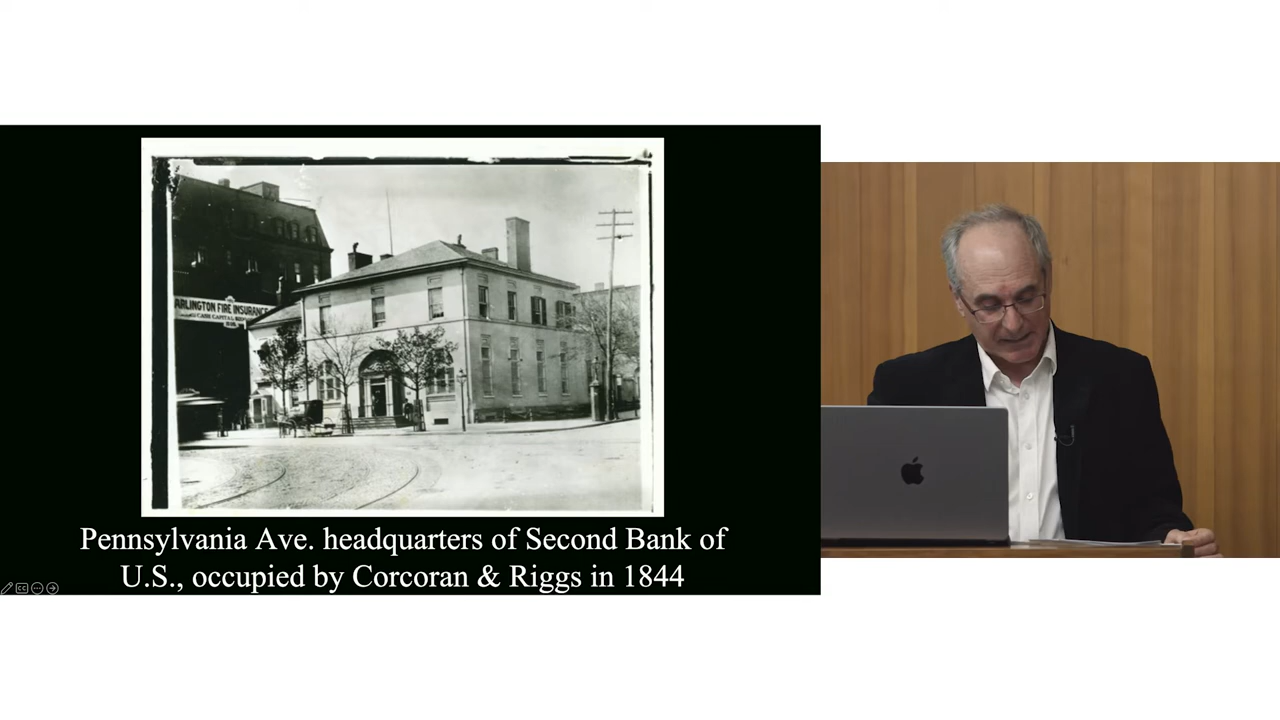 ARLINGTON FIRE INSURANCE
Pennsylvania Ave. headquarters of Second Bank of
U.S., occupied by Corcoran & Riggs in 1844